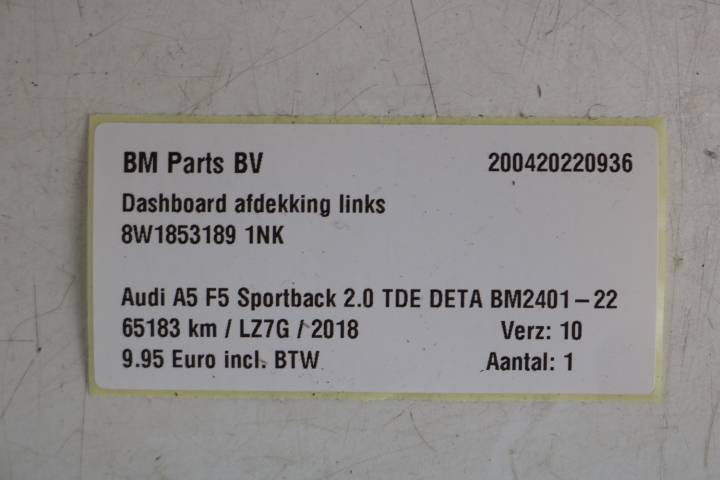 BM Parts BV 200420220936
Dashboard afdekking links
8W1853189 1NK
Audi A5 F5 Sportback 2.0 TDE DETA BM2401-22
65183 km / LZ7G / 2018 Verz: 10
9.95 Euro incl. BTW Aantal: 1